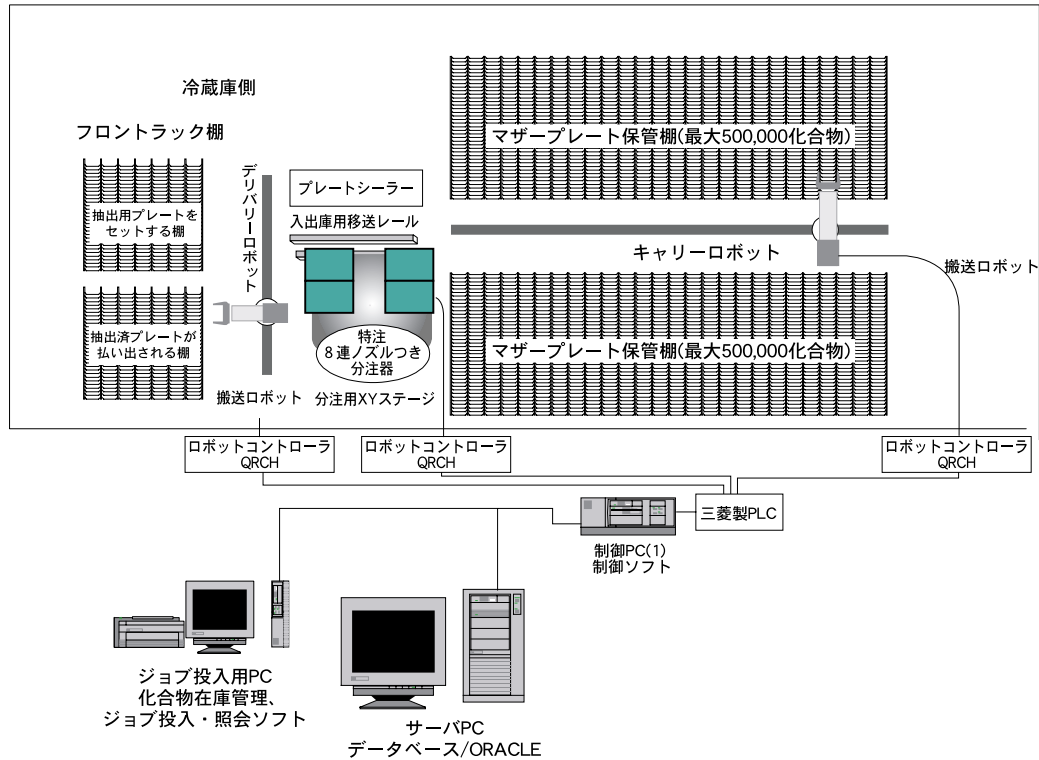 冷蔵庫側
フロントラック棚
抽出用プレートを
セットする棚
抽出済プレートが
払い出される棚
デリバリーロボット
搬送ロボット
プレートシーラー
入出庫用移送レール
特注
8連ノズルつき
分注器
分注用XYステージ
マザープレート保管棚(最大500,000化合物)
キャリーロボット
搬送ロボット
マザープレート保管棚(最大500,000化合物)
ロボットコントローラ
QRCH
ロボットコントローラ
QRCH
ロボットコントローラ
QRCH
三菱製PLC
制御PC(1)
制御ソフト
ジョブ投入用PC
化合物在庫管理、
ジョブ投入・照会ソフト
サーバPC
データベース/ORACLE